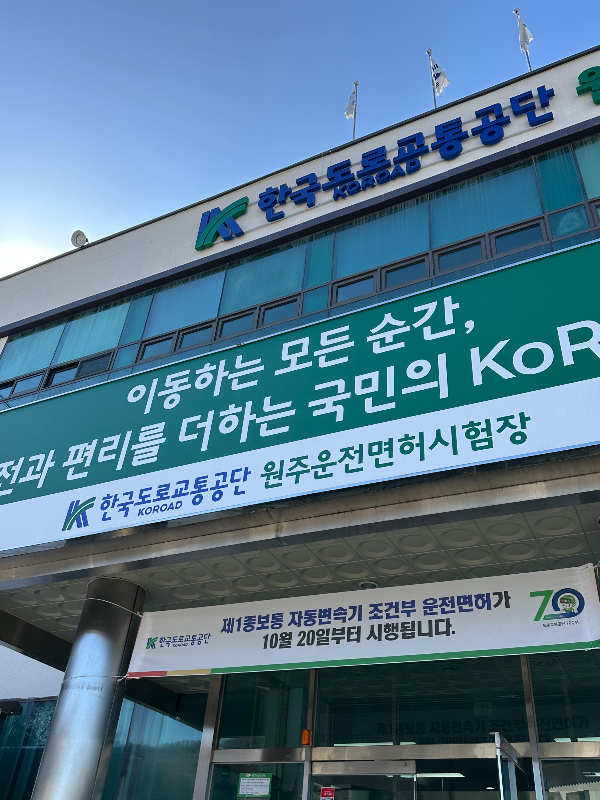 한국도로교통공단
KOROAD
이동하는 모든 순간,
전과 편리를 더하는 국민의 KoR
한국도로교통공단 원주운전면허시험장
KOROAD
한국도로교통공단
KOROAD
제1종보통 자동변속기 조건부 운전면허가
10월 20일부터 시행됩니다.
70